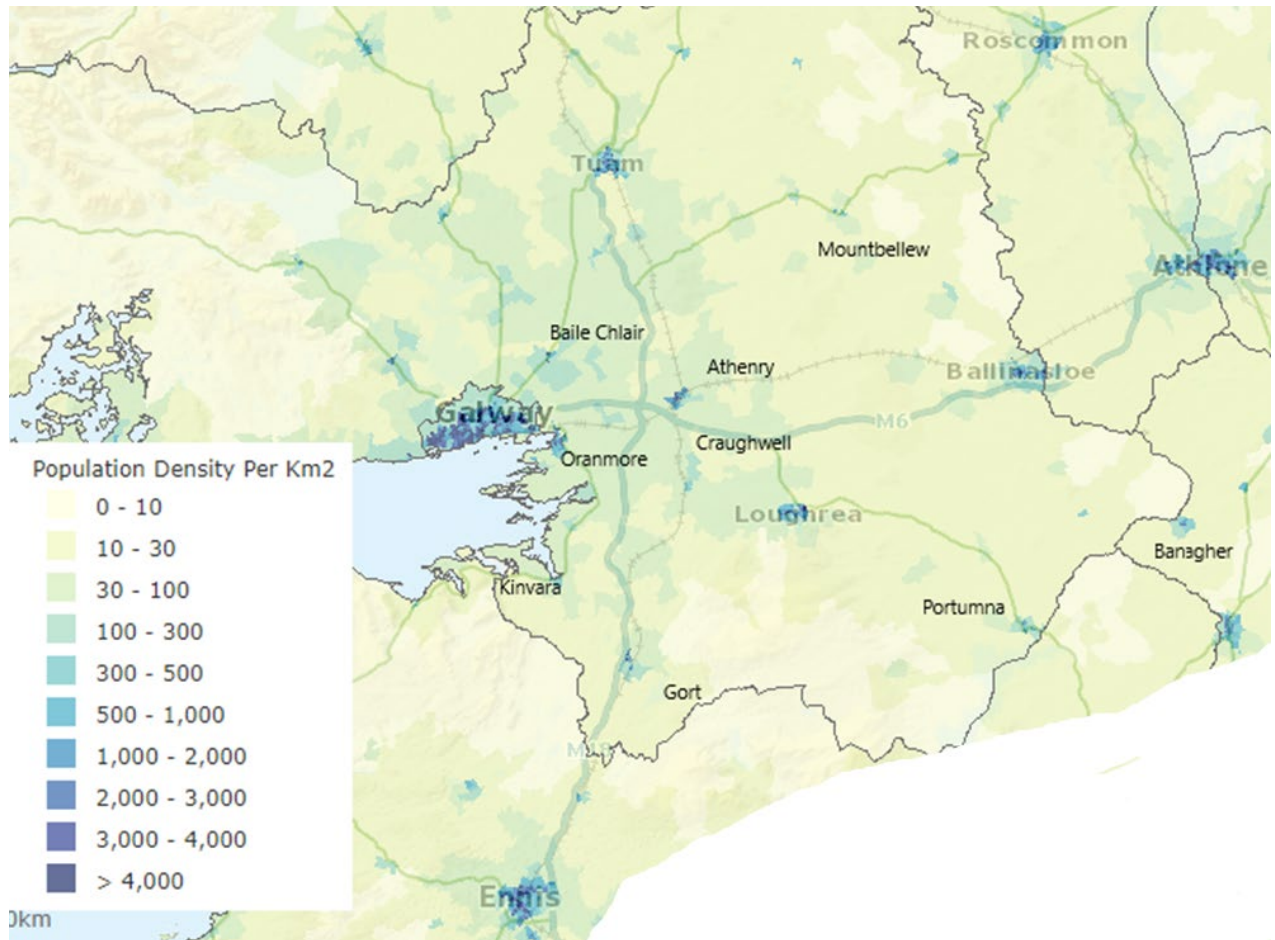 Roscommon
Tuam
Mountbellew
Athlone
Baile Chlair
Athenry
Ballinasloe
Galway
M6
Craughwell
Oranmore
Population Density Per Km2
0 - 10
10 - 30
30 - 100
100 - 300
300 - 500
500 - 1,000
1,000 - 2,000
2,000 - 3,000
3,000 - 4,000
> 4,000
Loughrea
Banagher
Kinvara
Portumna
Gort
M18
Ennis
0km